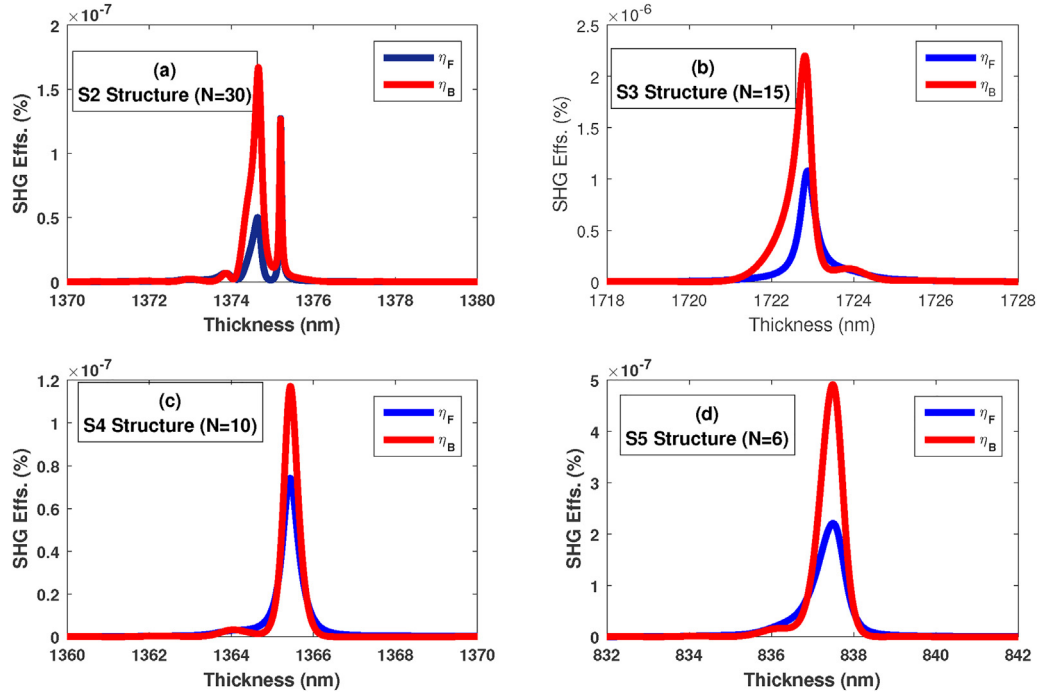 ×10⁻⁷
2
1.5
1
0.5
0
SHG Effs. (%)
(a)
S2 Structure (N=30)
η_F
η_B
1370
1372
1374
1376
1378
1380
Thickness (nm)
×10⁻⁶
2.5
2
1.5
1
0.5
0
SHG Effs. (%)
(b)
S3 Structure (N=15)
η_F
η_B
1718
1720
1722
1724
1726
1728
Thickness (nm)
×10⁻⁷
1.2
1
0.8
0.6
0.4
0.2
0
SHG Effs. (%)
(c)
S4 Structure (N=10)
η_F
η_B
1360
1362
1364
1366
1368
1370
Thickness (nm)
×10⁻⁷
5
4
3
2
1
0
SHG Effs. (%)
(d)
S5 Structure (N=6)
η_F
η_B
832
834
836
838
840
842
Thickness (nm)